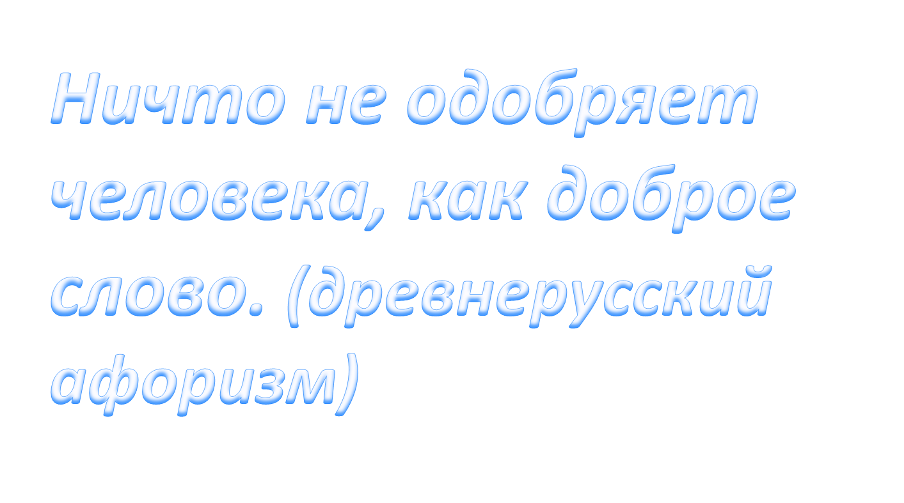 Ничто не одобряет
человека, как доброе
слово. (древнерусский
афоризм)